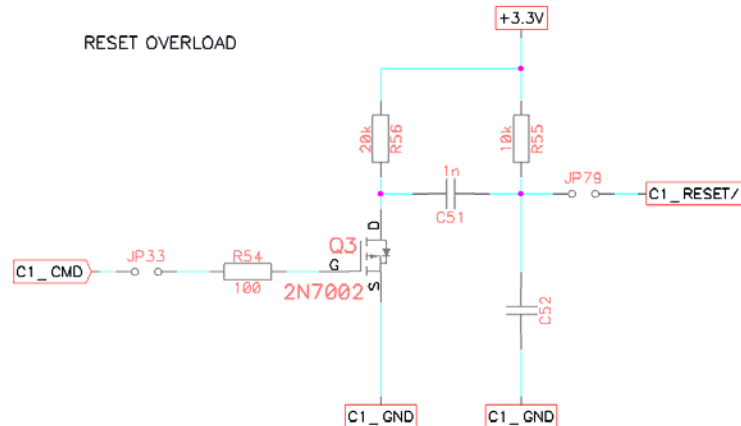 +3.3V
RESET OVERLOAD
20k
R56
10k
R55
1n
C51
JP79
C1_RESET/
D
Q3
G
S
2N7002
JP33
R54
C1_CMD
100
C52
C1_GND
C1_GND